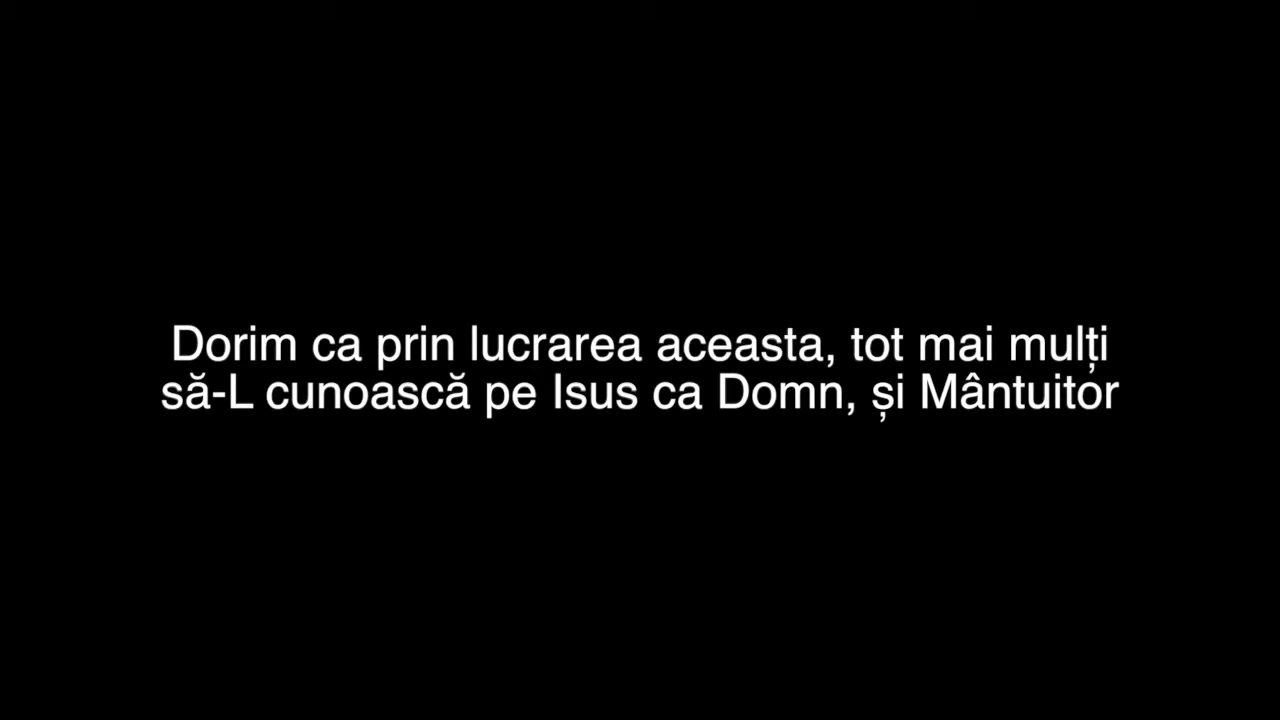 Dorim ca prin lucrarea aceasta, tot mai mulți
să-L cunoască pe Isus ca Domn, și Mântuitor